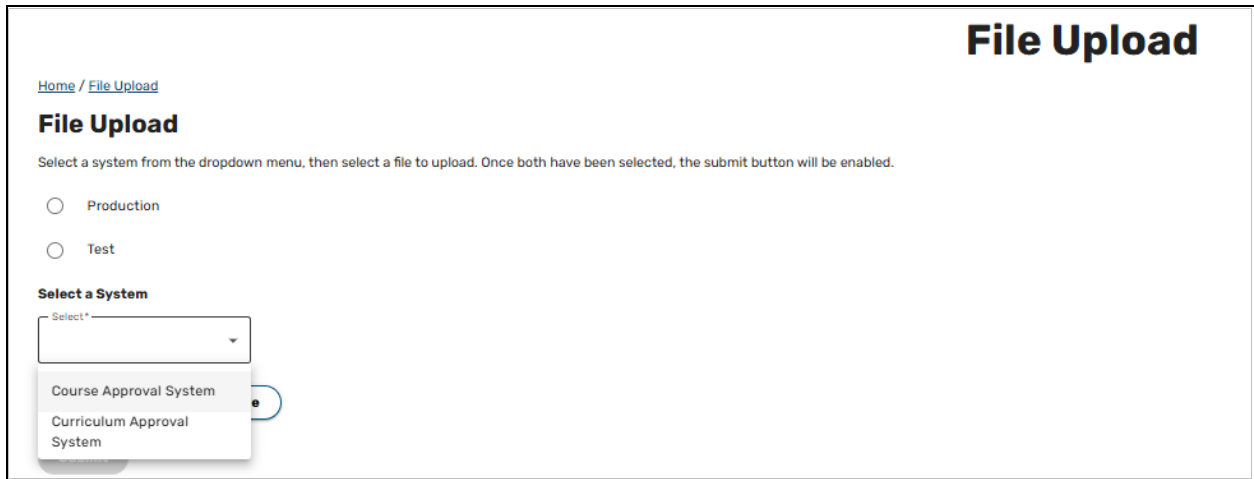 File Upload
Home / File Upload
File Upload
Select a system from the dropdown menu, then select a file to upload. Once both have been selected, the submit button will be enabled.
Production
Test
Select a System
Select*
Course Approval System
Curriculum Approval
System